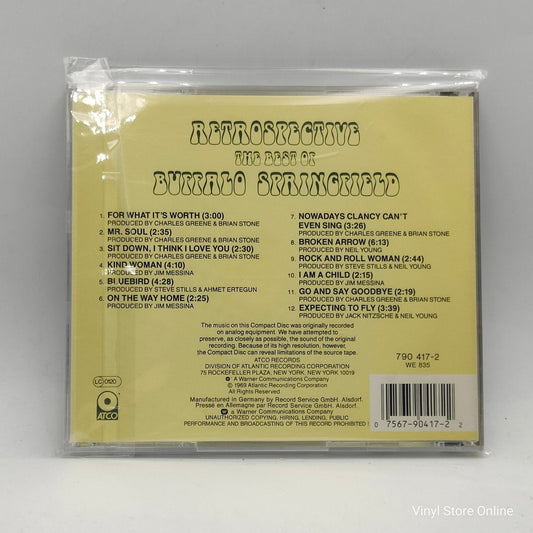 RETROSPECTIVE
THE BEST OF
BUFFALO SPRINGFIELD
1. FOR WHAT IT'S WORTH (3:00)
PRODUCED BY CHARLES GREENE & BRIAN STONE
2. MR. SOUL (2:35)
PRODUCED BY CHARLES GREENE & BRIAN STONE
3. SIT DOWN, I THINK I LOVE YOU (2:30)
PRODUCED BY CHARLES GREENE & BRIAN STONE
4. KIND WOMAN (4:10)
PRODUCED BY JIM MESSINA
5. BLUEBIRD (4:28)
PRODUCED BY STEVE STILLS & AHMET ERTEGUN
6. ON THE WAY HOME (2:25)
PRODUCED BY JIM MESSINA
7. NOWADAYS CLANCY CAN'T
EVEN SING (3:26)
PRODUCED BY CHARLES GREENE & BRIAN STONE
8. BROKEN ARROW (6:13)
PRODUCED BY NEIL YOUNG
9. ROCK AND ROLL WOMAN (2:44)
PRODUCED BY STEVE STILLS & NEIL YOUNG
10. I AM A CHILD (2:15)
PRODUCED BY JIM MESSINA
11. GO AND SAY GOODBYE (2:19)
PRODUCED BY CHARLES GREENE & BRIAN STONE
12. EXPECTING TO FLY (3:39)
PRODUCED BY JACK NITZSCHE & NEIL YOUNG
The music on this Compact Disc was originally recorded
on analog equipment. We have attempted to
preserve, as closely as possible, the sound of the original
recording. Because of its high resolution, however,
the Compact Disc can reveal limitations of the source tape.
ATCO RECORDS
DIVISION OF ATLANTIC RECORDING CORPORATION
75 ROCKEFELLER PLAZA, NEW YORK, NEW YORK 10019
A Warner Communications Company
© 1969 Atlantic Recording Corporation
All Rights Reserved.
Manufactured in Germany by Record Service GmbH. Alsdorf.
Pressé en Allemagne par Record Service GmbH. Alsdorf.
a Warner Communications Company
UNAUTHORIZED COPYING, HIRING, LENDING, PUBLIC
PERFORMANCE AND BROADCASTING OF THIS RECORD PROHIBITED
LC 0520
ATCO
790 417-2
WE 835
0 7567-90417-2 2
Vinyl Store Online